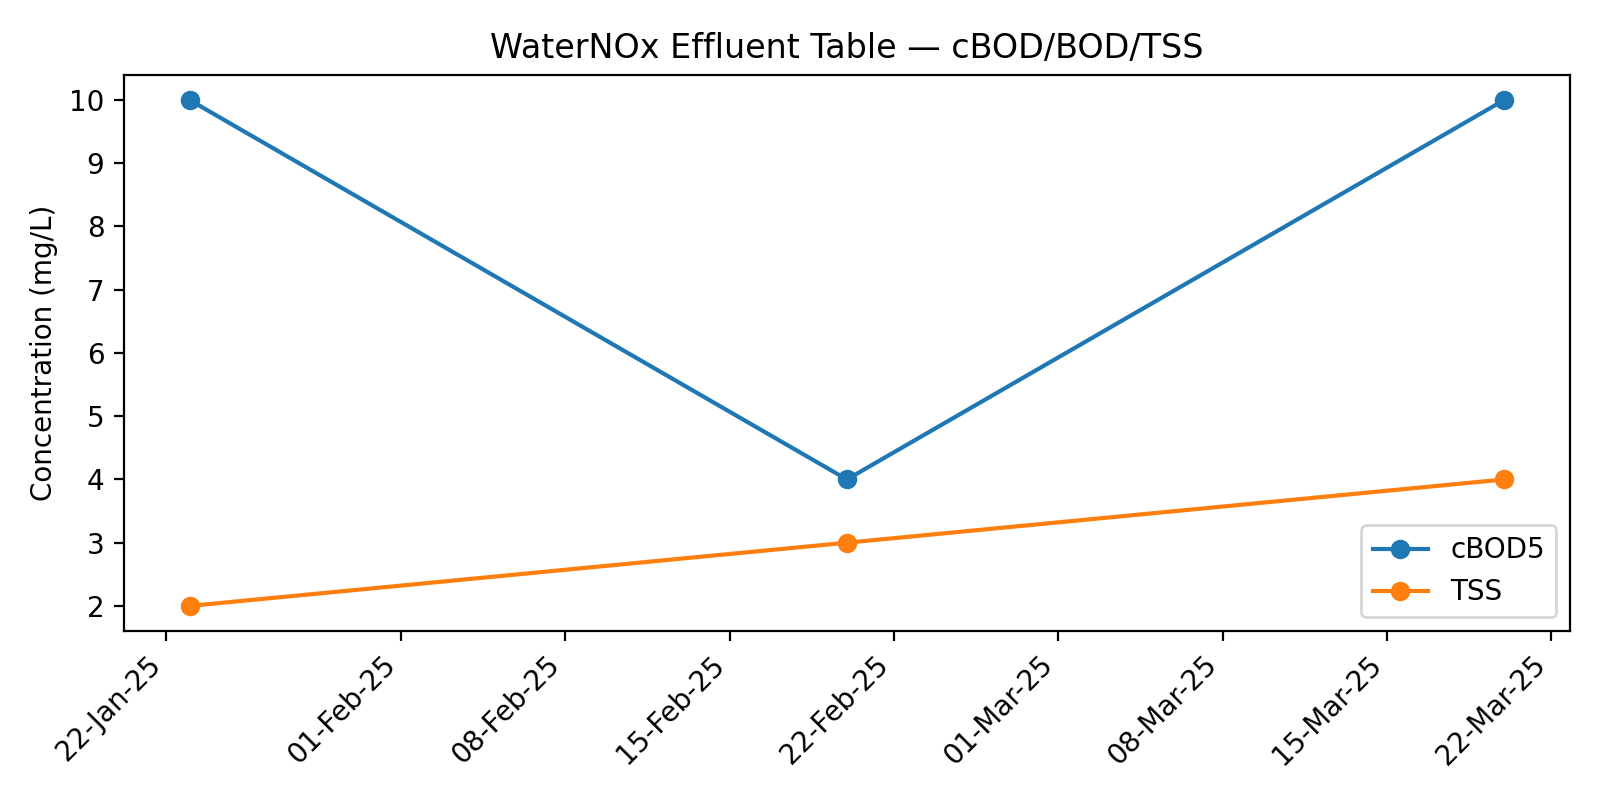 WaterNOx Effluent Table — cBOD/BOD/TSS
Concentration (mg/L)
10
9
8
7
6
5
4
3
2
cBOD5
TSS
22-Jan-25
01-Feb-25
08-Feb-25
15-Feb-25
22-Feb-25
01-Mar-25
08-Mar-25
15-Mar-25
22-Mar-25